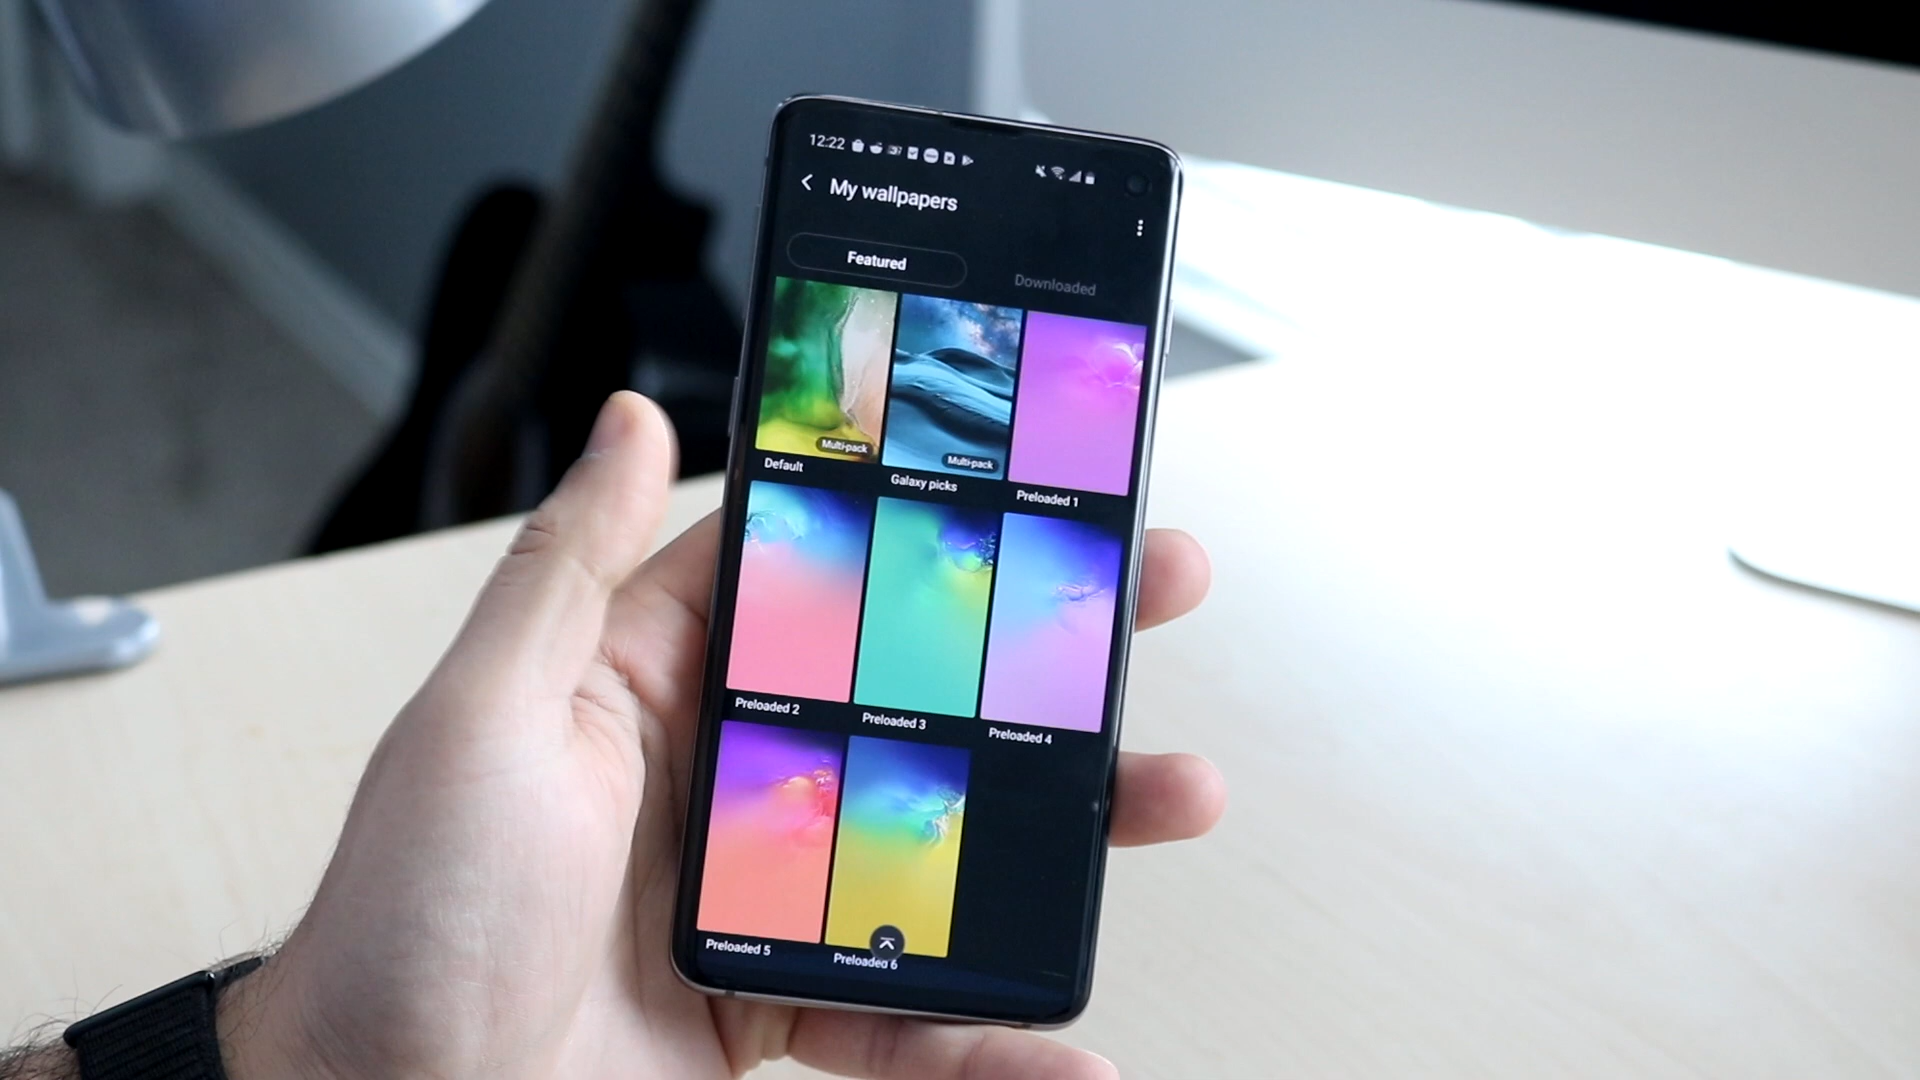 12:22
My wallpapers
Featured
Downloaded
Multi-pack
Multi-pack
Default
Galaxy picks
Preloaded 1
Preloaded 2
Preloaded 3
Preloaded 4
Preloaded 5
Preloaded 6